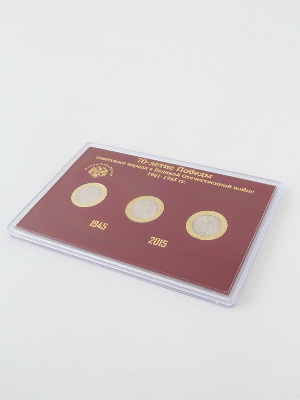 70-летие Победы
советского народа в Великой Отечественной войне
1941-1945 гг.
1945
2015